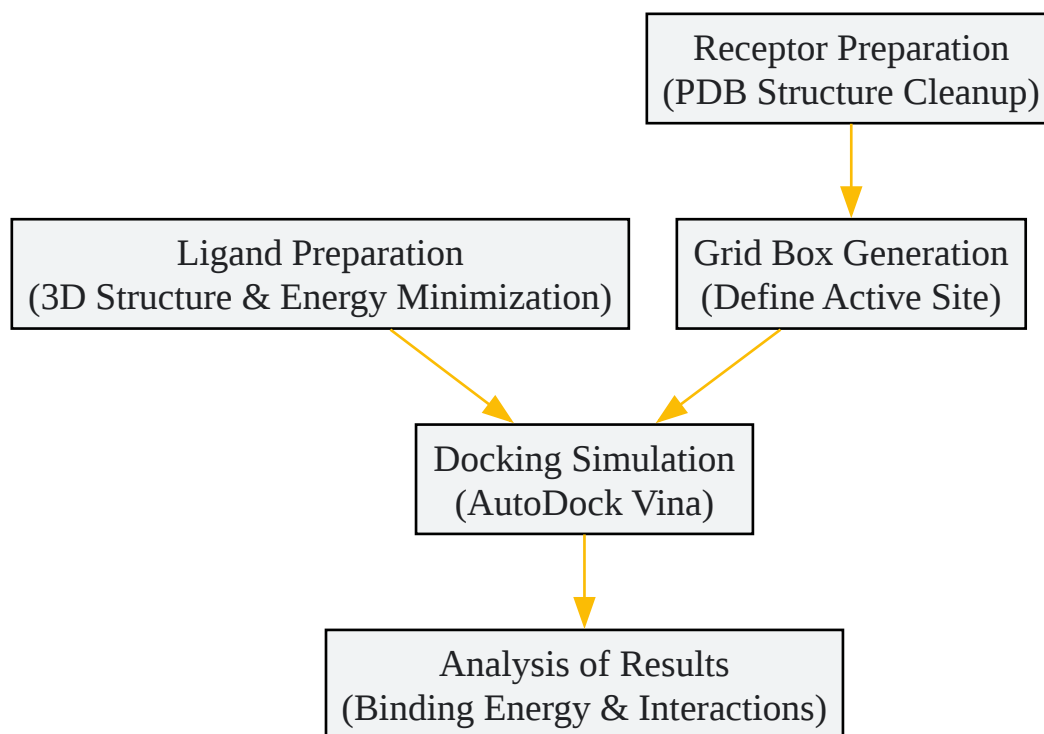 Receptor Preparation
(PDB Structure Cleanup)
Ligand Preparation
(3D Structure & Energy Minimization)
Grid Box Generation
(Define Active Site)
Docking Simulation
(AutoDock Vina)
Analysis of Results
(Binding Energy & Interactions)